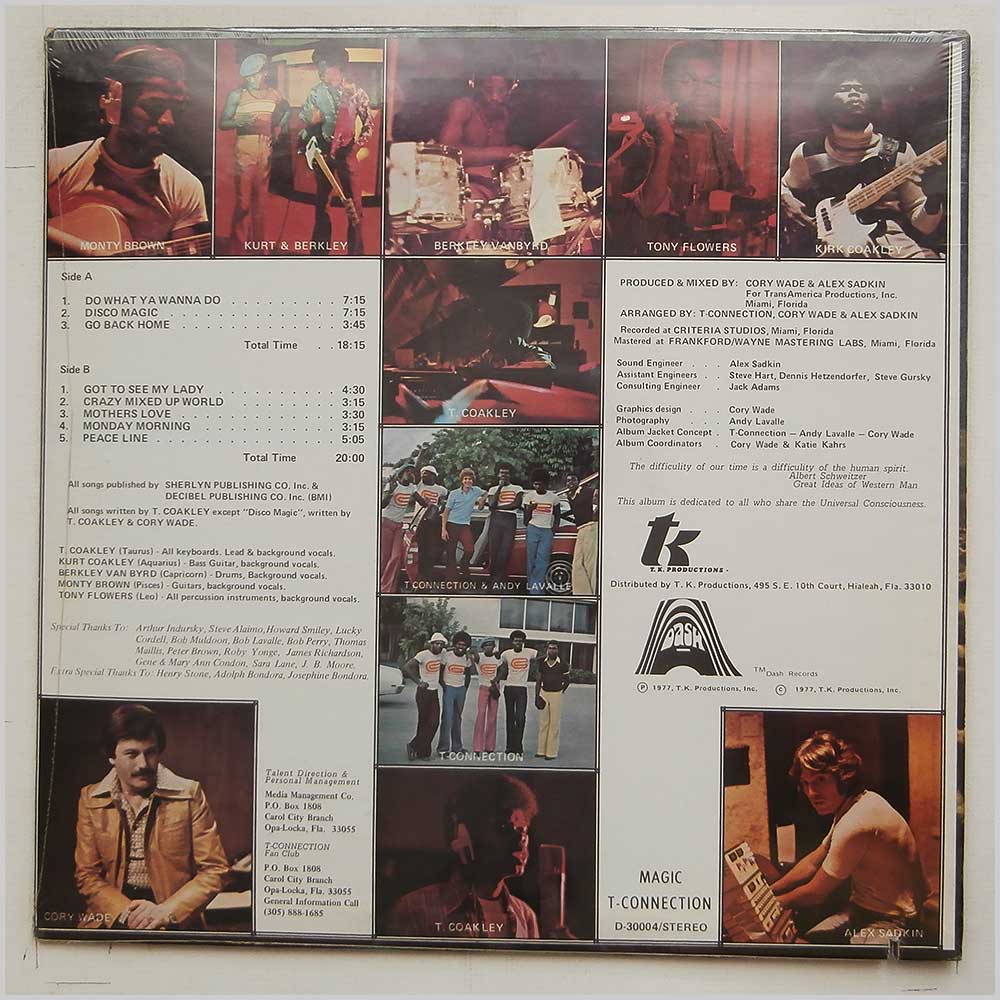 MONTY BROWN
KURT & BERKLEY
BERKLEY VANBYRD
TONY FLOWERS
KIRK COAKLEY
Side A
1. DO WHAT YA WANNA DO . . . . . . . . . . 7:15
2. DISCO MAGIC . . . . . . . . . . 7:15
3. GO BACK HOME . . . . . . . . . . 3:45
Total Time . . 18:15
Side B
1. GOT TO SEE MY LADY . . . . . . . . . . 4:30
2. CRAZY MIXED UP WORLD . . . . . . . . . . 3:15
3. MOTHERS LOVE . . . . . . . . . . 3:30
4. MONDAY MORNING . . . . . . . . . . 3:15
5. PEACE LINE . . . . . . . . . . 5:05
Total Time 20:00
All songs published by SHERLYN PUBLISHING CO. Inc. &
DECIBEL PUBLISHING CO. Inc. (BMI)
All songs written by T. COAKLEY except "Disco Magic", written by
T. COAKLEY & CORY WADE.
T. COAKLEY (Taurus) - All keyboards. Lead & background vocals.
KURT COAKLEY (Aquarius) - Bass Guitar, background vocals.
BERKLEY VAN BYRD (Capricorn) - Drums, Background vocals.
MONTY BROWN (Pisces) - Guitars, background vocals.
TONY FLOWERS (Leo) - All percussion instruments, background vocals.
Special Thanks To: Arthur Indursky, Steve Alaimo, Howard Smiley, Lucky
Cordell, Bob Muldoon, Bob Lavalle, Bob Perry, Thomas
Maillis, Peter Brown, Roby Yonge, James Richardson,
Gene & Mary Ann Condon, Sara Lane, J. B. Moore.
Extra Special Thanks To: Henry Stone, Adolph Bondora, Josephine Bondora.
T. COAKLEY
T CONNECTION & ANDY LAVALLE
T-CONNECTION
T. COAKLEY
PRODUCED & MIXED BY: CORY WADE & ALEX SADKIN
For TransAmerica Productions, Inc.
Miami, Florida
ARRANGED BY: T-CONNECTION, CORY WADE & ALEX SADKIN
Recorded at CRITERIA STUDIOS, Miami, Florida
Mastered at FRANKFORD/WAYNE MASTERING LABS, Miami, Florida
Sound Engineer . . . Alex Sadkin
Assistant Engineers . . Steve Hart, Dennis Hetzendorfer, Steve Gursky
Consulting Engineer . . Jack Adams
Graphics design . . . Cory Wade
Photography . . . Andy Lavalle
Album Jacket Concept . T-Connection — Andy Lavalle — Cory Wade
Album Coordinators . Cory Wade & Katie Kahrs
The difficulty of our time is a difficulty of the human spirit.
Albert Schweitzer
Great Ideas of Western Man
This album is dedicated to all who share the Universal Consciousness.
tk
T. K. PRODUCTIONS -
Distributed by T. K. Productions, 495 S. E. 10th Court, Hialeah, Fla. 33010
DASH
TM Dash Records
Ⓟ 1977, T.K. Productions, Inc. © 1977, T.K. Productions, Inc.
CORY WADE
Talent Direction &
Personal Management
Media Management Co.
P.O. Box 1808
Carol City Branch
Opa-Locka, Fla. 33055
T-CONNECTION
Fan Club
P.O. Box 1808
Carol City Branch
Opa-Locka, Fla. 33055
General Information Call
(305) 888-1685
MAGIC
T-CONNECTION
D-30004/STEREO
ALEX SADKIN